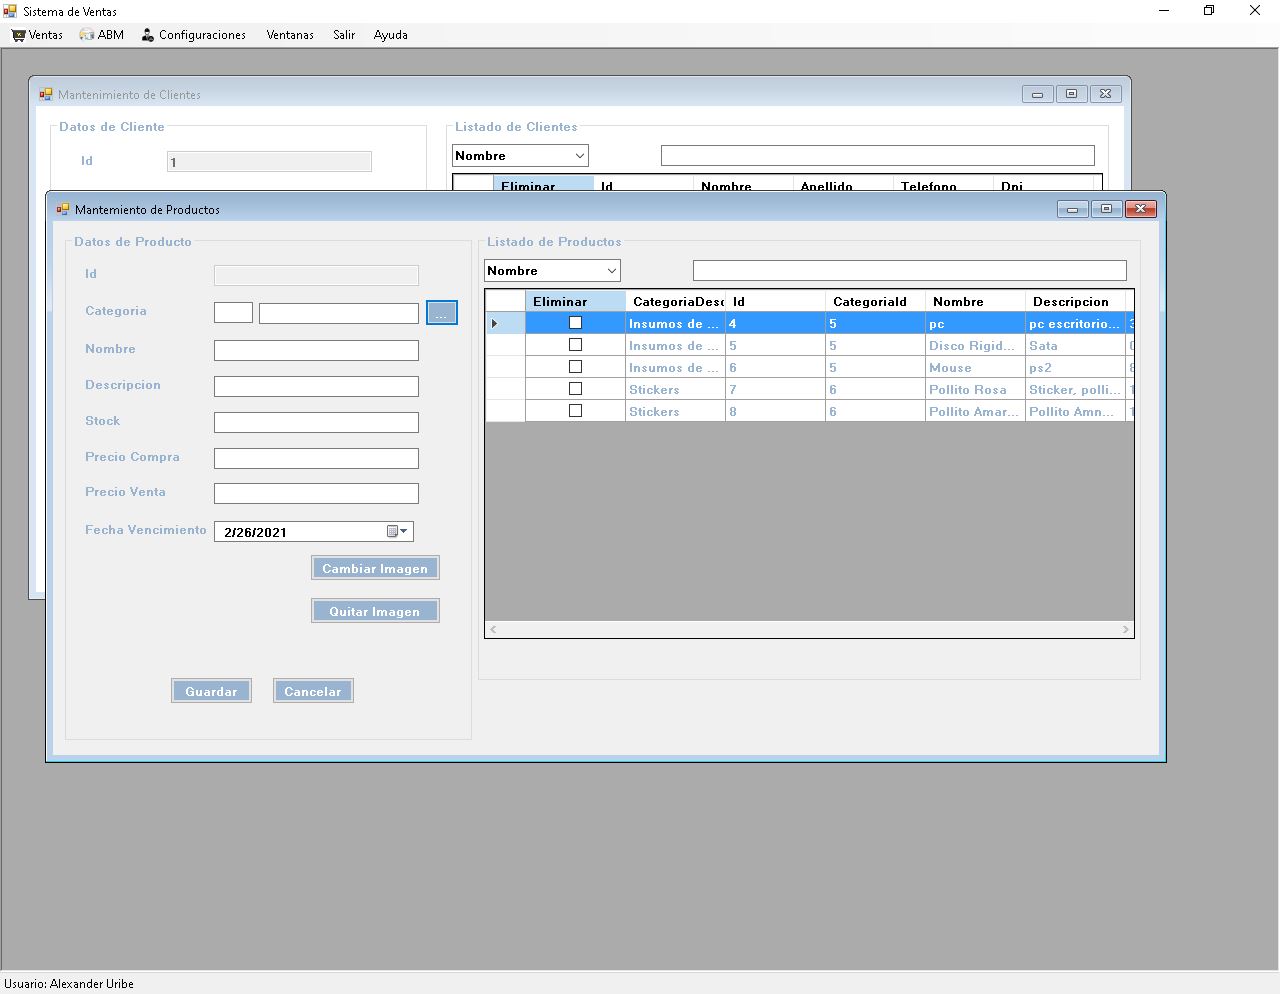 Sistema de Ventas
Ventas ABM Configuraciones Ventanas Salir Ayuda
Mantenimiento de Clientes
Datos de Cliente
Id 1
Listado de Clientes
Nombre
Eliminar Id Nombre Apellido Telefono Dni
Mantemiento de Productos
Datos de Producto
Id
Categoria ...
Nombre
Descripcion
Stock
Precio Compra
Precio Venta
Fecha Vencimiento 2/26/2021
Cambiar Imagen
Quitar Imagen
Guardar Cancelar
Listado de Productos
Nombre
Eliminar CategoriaDesc Id CategoriaId Nombre Descripcion
Insumos de ... 4 5 pc pc escritorio...
Insumos de ... 5 5 Disco Rigid... Sata
Insumos de ... 6 5 Mouse ps2
Stickers 7 6 Pollito Rosa Sticker, polli...
Stickers 8 6 Pollito Amar... Pollito Amn...
Usuario: Alexander Uribe